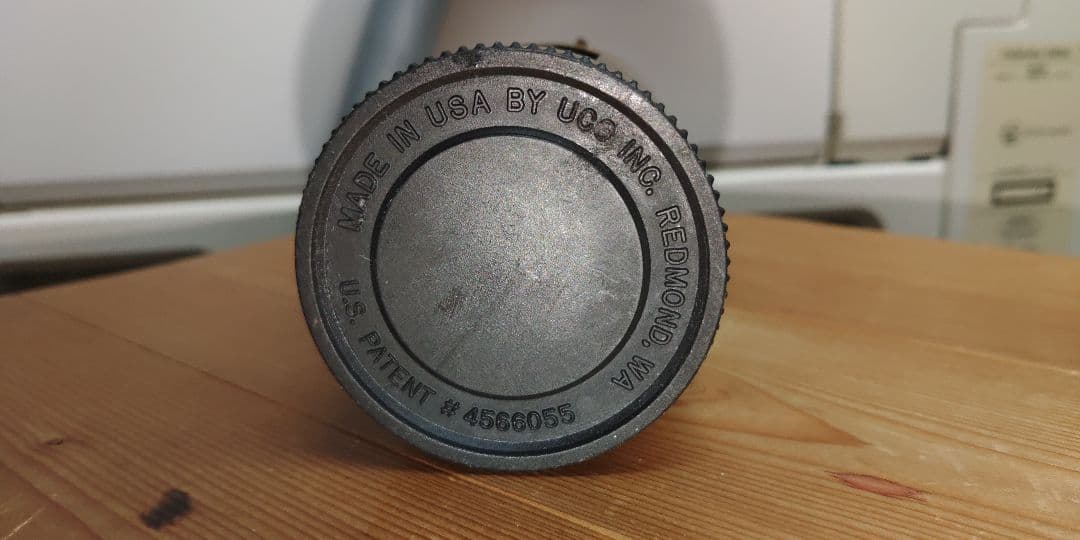 MADE IN USA BY UCO INC. REDMOND, WA
U.S. PATENT # 4566055